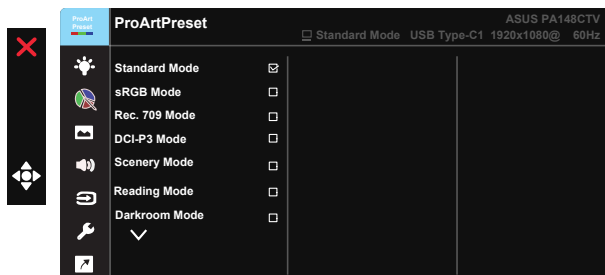 ProArt
Preset
ProArtPreset
ASUS PA148CTV
Standard Mode USB Type-C1 1920x1080@ 60Hz
Standard Mode
sRGB Mode
Rec. 709 Mode
DCI-P3 Mode
Scenery Mode
Reading Mode
Darkroom Mode